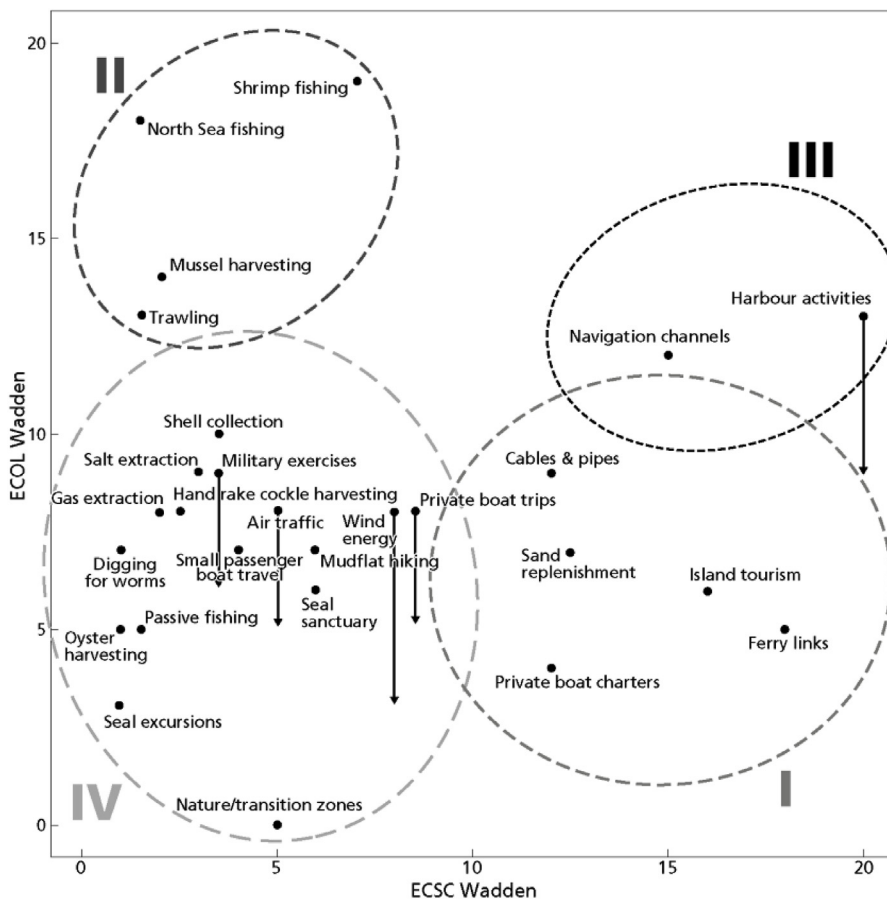 20
II
Shrimp fishing
North Sea fishing
III
15
Mussel harvesting
Harbour activities
Trawling
Navigation channels
ECOL Wadden
Shell collection
10
Salt extraction
Military exercises
Cables & pipes
Gas extraction
Hand rake cockle harvesting
Private boat trips
Air traffic
Wind
energy
Digging
for worms
Small passenger
boat travel
Mudflat hiking
Sand
replenishment
Island tourism
Seal
sanctuary
Passive fishing
5
Oyster
harvesting
Ferry links
Private boat charters
Seal excursions
IV
Nature/transition zones
I
0
0
5
10
15
20
ECSC Wadden